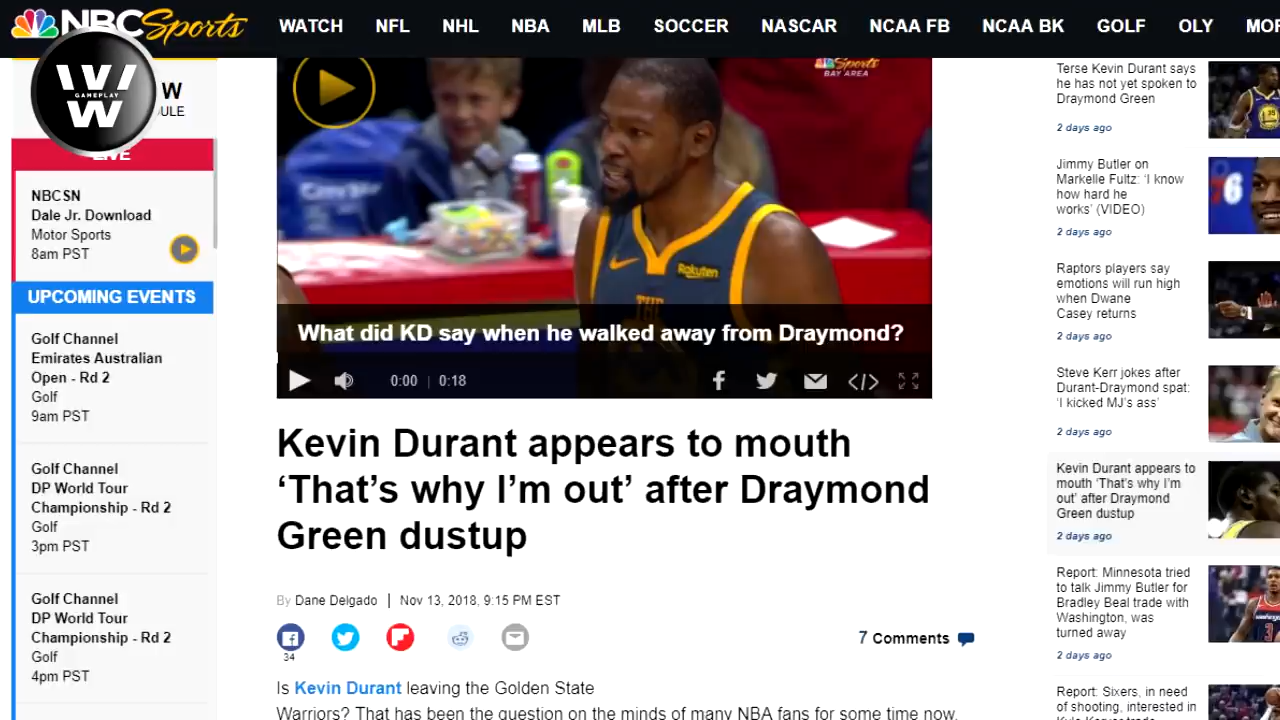 NBC Sports
WATCH NFL NHL NBA MLB SOCCER NASCAR NCAA FB NCAA BK GOLF OLY
WW
GAMEPLAY
W
ULE
LIVE
NBCSN
Dale Jr. Download
Motor Sports
8am PST
UPCOMING EVENTS
Golf Channel
Emirates Australian
Open - Rd 2
Golf
9am PST
Golf Channel
DP World Tour
Championship - Rd 2
Golf
3pm PST
Golf Channel
DP World Tour
Championship - Rd 2
Golf
4pm PST
NBC Sports
BAY AREA
Rakuten
THE
What did KD say when he walked away from Draymond?
0:00 | 0:18
Kevin Durant appears to mouth
‘That’s why I’m out’ after Draymond
Green dustup
By Dane Delgado | Nov 13, 2018, 9:15 PM EST
34
7 Comments
Is Kevin Durant leaving the Golden State
Warriors? That has been the question on the minds of many NBA fans for some time now.
Terse Kevin Durant says
he has not yet spoken to
Draymond Green
2 days ago
Jimmy Butler on
Markelle Fultz: ‘I know
how hard he
works’ (VIDEO)
2 days ago
Raptors players say
emotions will run high
when Dwane
Casey returns
2 days ago
Steve Kerr jokes after
Durant-Draymond spat:
‘I kicked MJ’s ass’
2 days ago
Kevin Durant appears to
mouth ‘That’s why I’m
out’ after Draymond
Green dustup
2 days ago
Report: Minnesota tried
to talk Jimmy Butler for
Bradley Beal trade with
Washington, was
turned away
2 days ago
Report: Sixers, in need
of shooting, interested in